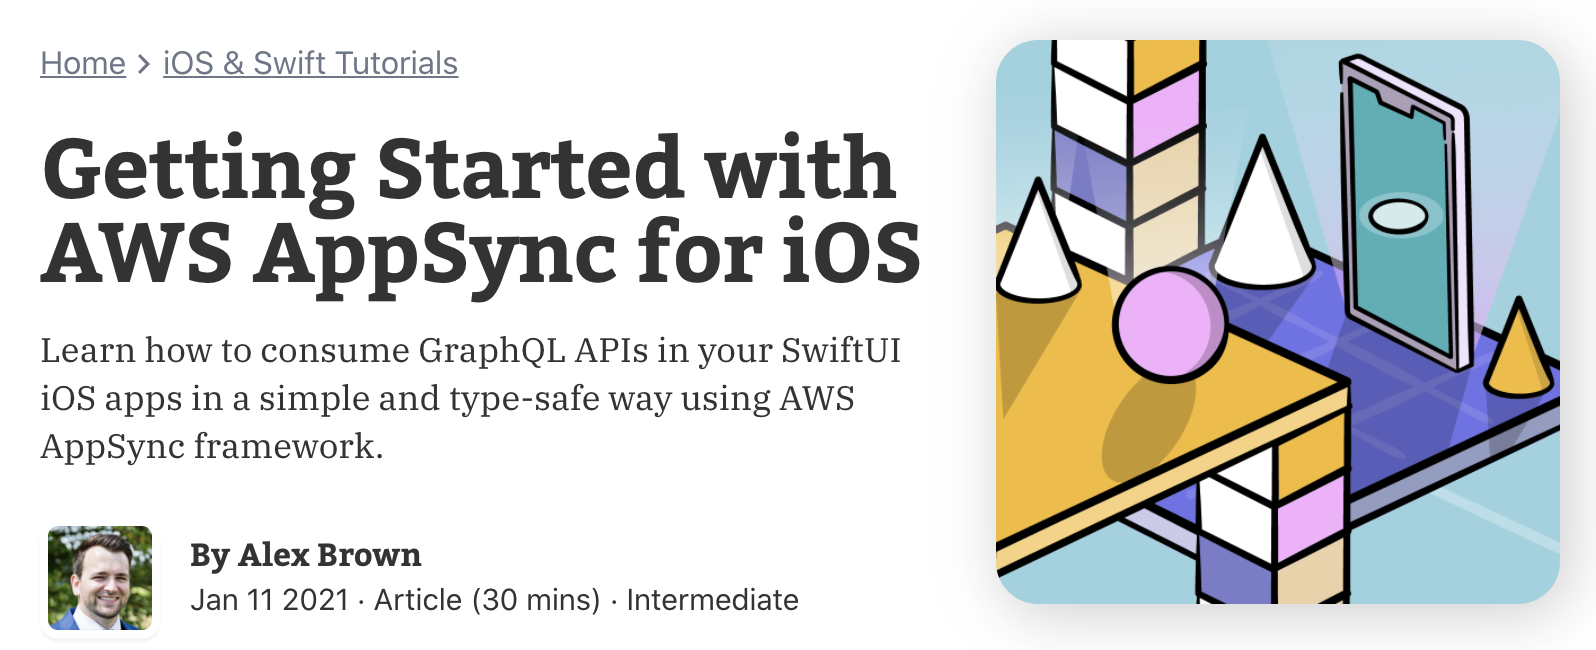 Home > iOS & Swift Tutorials
Getting Started with
AWS AppSync for iOS
Learn how to consume GraphQL APIs in your SwiftUI
iOS apps in a simple and type-safe way using AWS
AppSync framework.
By Alex Brown
Jan 11 2021 · Article (30 mins) · Intermediate